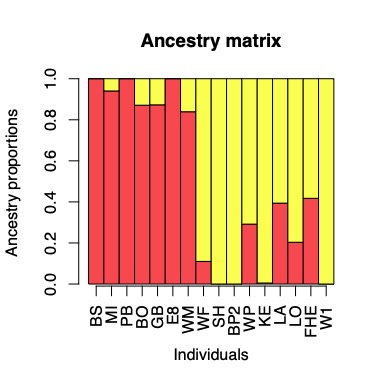 Ancestry matrix
Ancestry proportions
1.0
0.8
0.6
0.4
0.2
0.0
BS MI PB BO GB E8 WM WF SH BP2 WP KE LA LO FHE W1
Individuals